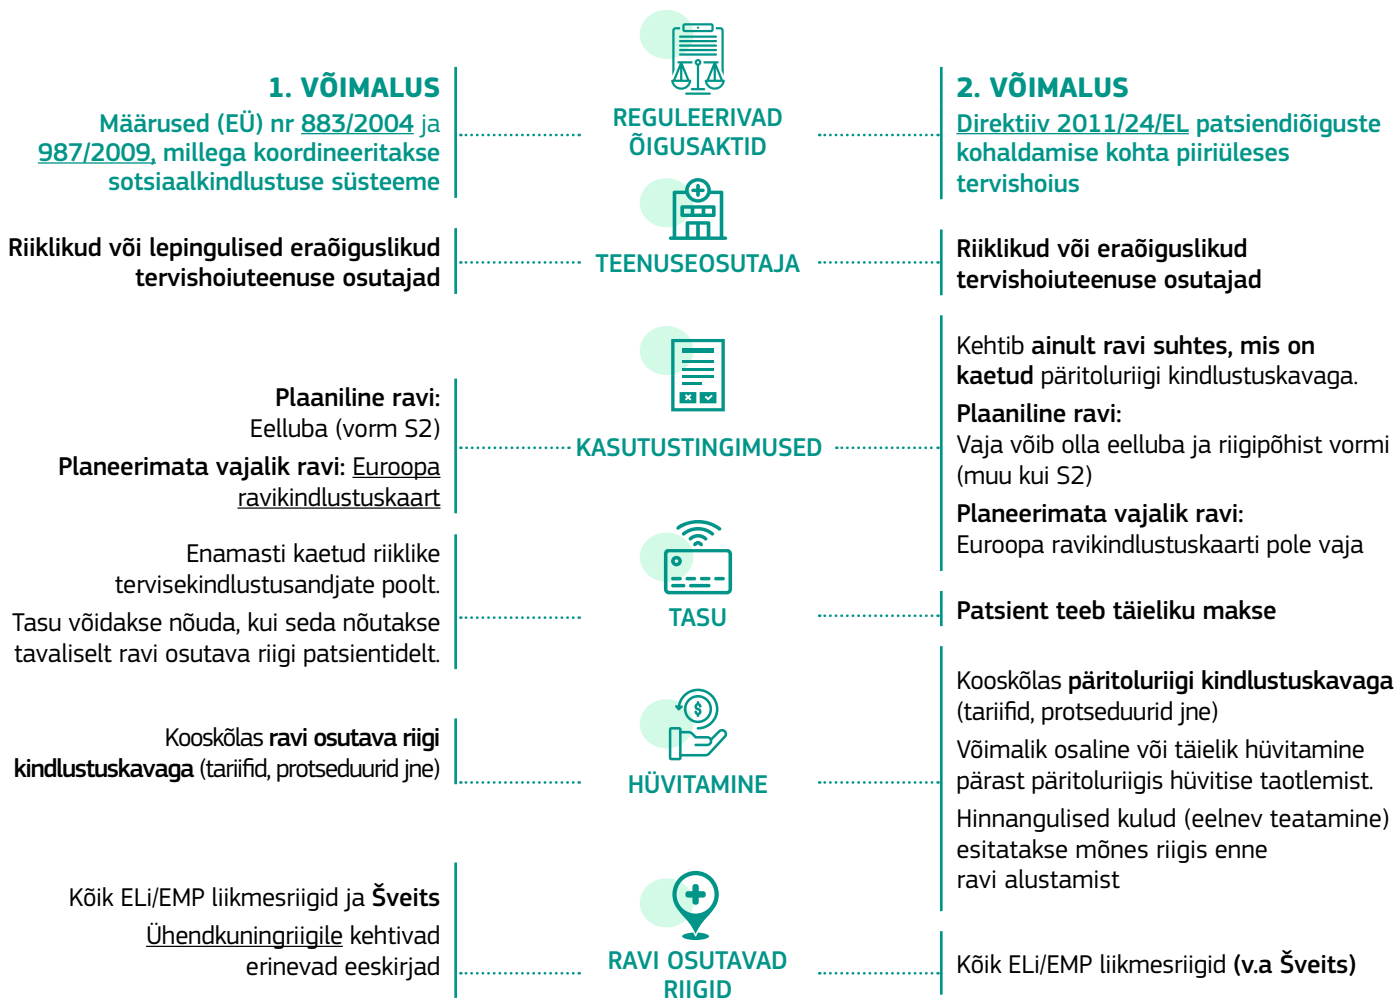 1. VÕIMALUS
Määrused (EÜ) nr 883/2004 ja
987/2009, millega koordineeritakse
sotsiaalkindlustuse süsteeme
REGULEERIVAD
ÕIGUSAKTID
2. VÕIMALUS
Direktiiv 2011/24/EL patsiendiõiguste
kohaldamise kohta piiriüleses
tervishoius
Riiklikud või lepingulised eraõiguslikud
tervishoiuteenuse osutajad
TEENUSEOSUTAJA
Riiklikud või eraõiguslikud
tervishoiuteenuse osutajad
Plaaniline ravi:
Eelluba (vorm S2)
Planeerimata vajalik ravi: Euroopa
ravikindlustuskaart
KASUTUSTINGIMUSED
Kehtib ainult ravi suhtes, mis on
kaetud päritoluriigi kindlustuskavaga.
Plaaniline ravi:
Vaja võib olla eelluba ja riigipõhist vormi
(muu kui S2)
Planeerimata vajalik ravi:
Euroopa ravikindlustuskaarti pole vaja
Enamasti kaetud riiklike
tervisekindlustusandjate poolt.
Tasu võidakse nõuda, kui seda nõutakse
tavaliselt ravi osutava riigi patsientidelt.
TASU
Patsient teeb täieliku makse
Kooskõlas ravi osutava riigi
kindlustuskavaga (tariifid, protseduurid jne)
$
HÜVITAMINE
Kooskõlas päritoluriigi kindlustuskavaga
(tariifid, protseduurid jne)
Võimalik osaline või täielik hüvitamine
pärast päritoluriigis hüvitise taotlemist.
Hinnangulised kulud (eelnev teatamine)
esitatakse mõnes riigis enne
ravi alustamist
Kõik ELi/EMP liikmesriigid ja Šveits
Ühendkuningriigile kehtivad
erinevad eeskirjad
RAVI OSUTAVAD
RIIGID
Kõik ELi/EMP liikmesriigid (v.a Šveits)